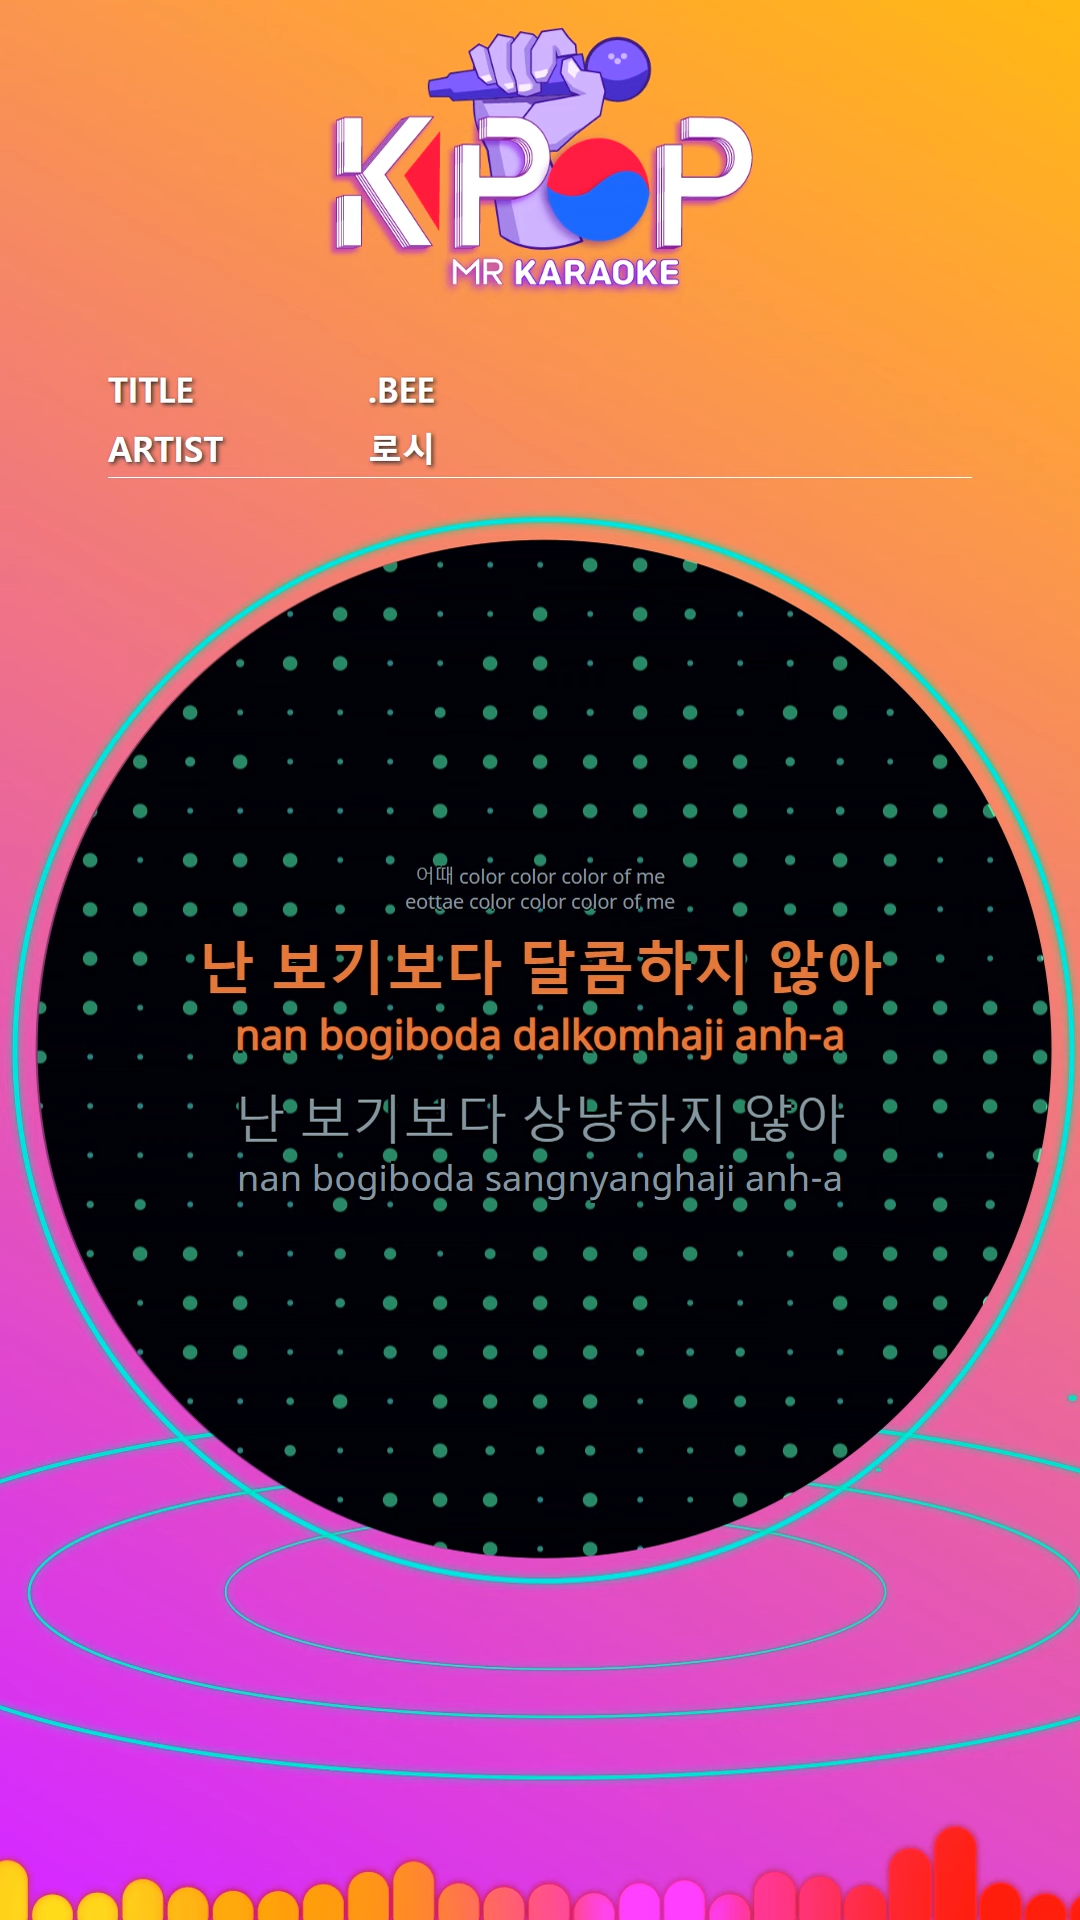 KPOP
MR KARAOKE
TITLE .BEE
ARTIST 로시
어때 color color color of me
eottae color color color of me
난 보기보다 달콤하지 않아
nan bogiboda dalkomhaji anh-a
난 보기보다 상냥하지 않아
nan bogiboda sangnyanghaji anh-a